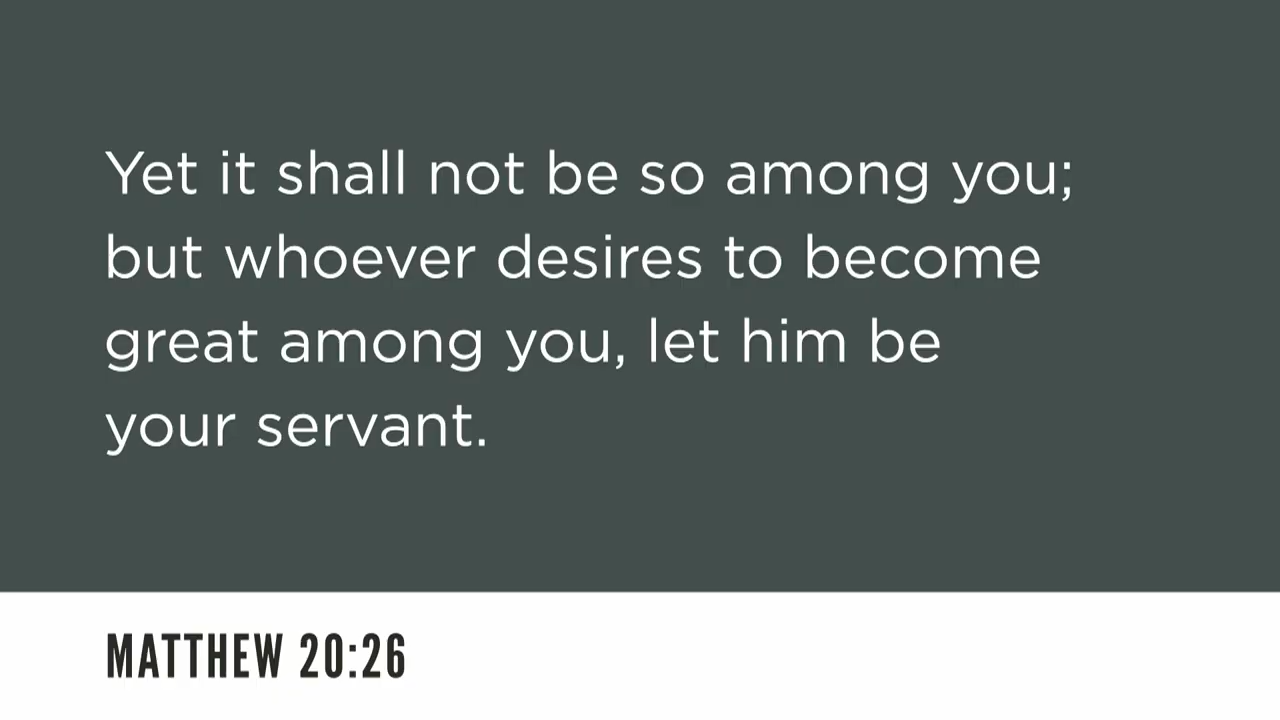 Yet it shall not be so among you;
but whoever desires to become
great among you, let him be
your servant.
MATTHEW 20:26